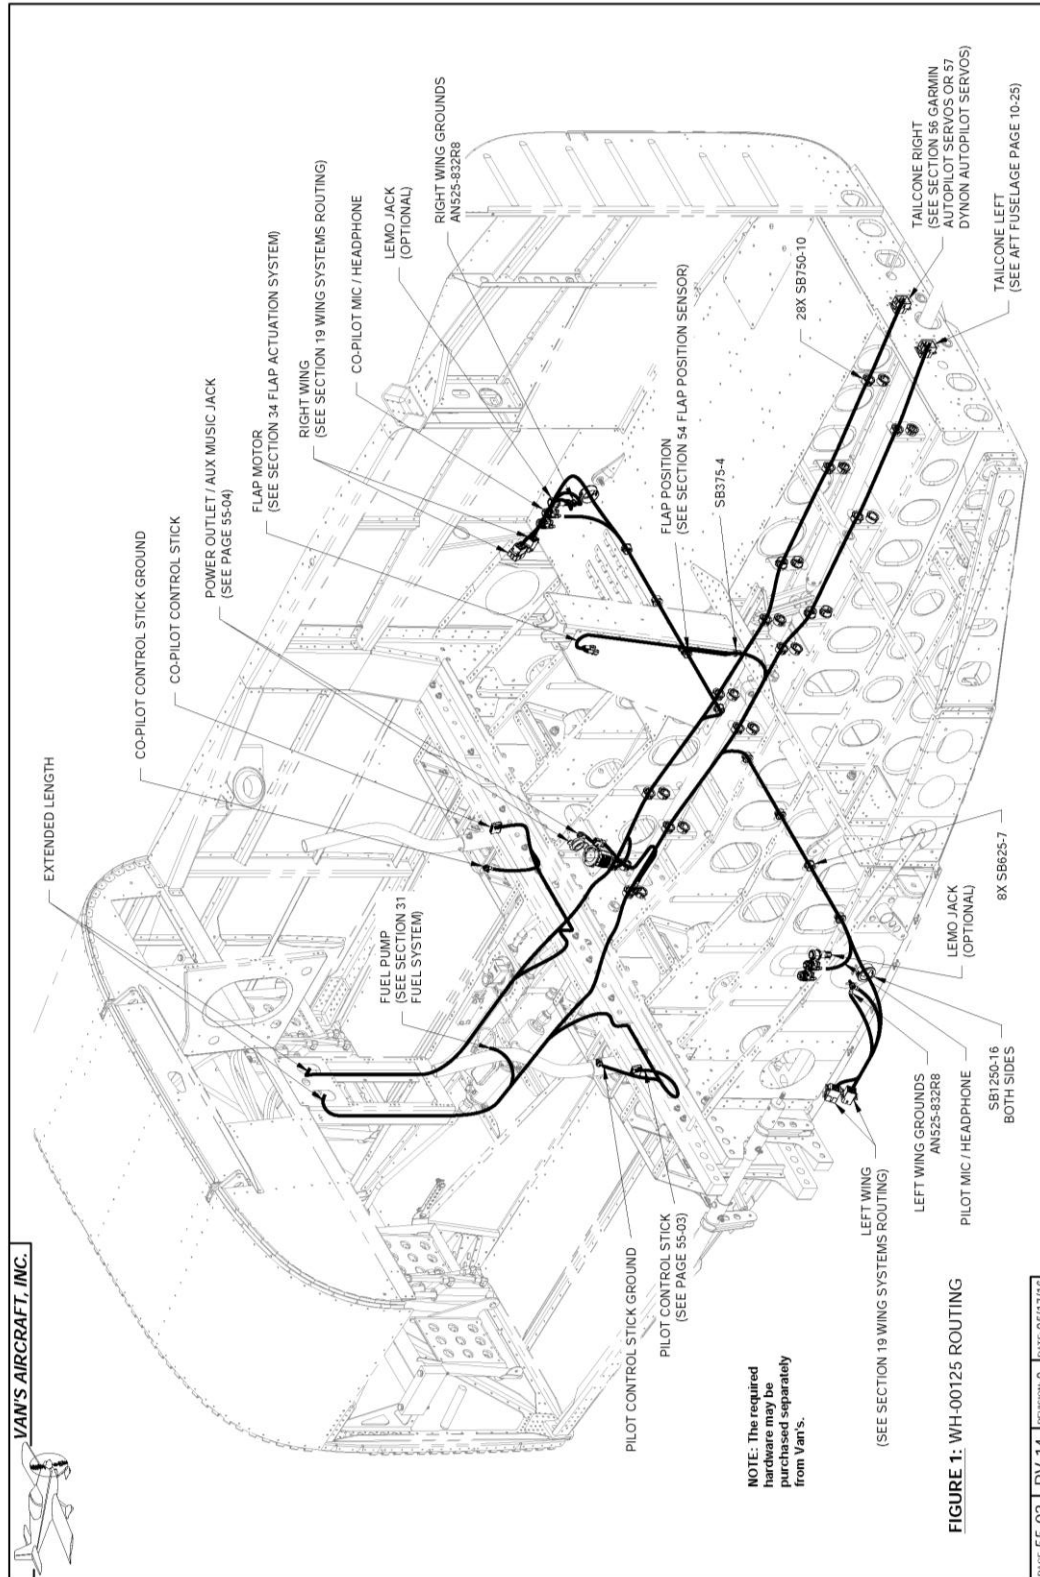 VAN'S AIRCRAFT, INC.
EXTENDED LENGTH
CO-PILOT CONTROL STICK GROUND
CO-PILOT CONTROL STICK
POWER OUTLET / AUX MUSIC JACK
(SEE PAGE 55-04)
FLAP MOTOR
(SEE SECTION 34 FLAP ACTUATION SYSTEM)
RIGHT WING
(SEE SECTION 19 WING SYSTEMS ROUTING)
CO-PILOT MIC / HEADPHONE
LEMO JACK
(OPTIONAL)
RIGHT WING GROUNDS
AN525-832R8
FUEL PUMP
(SEE SECTION 31
FUEL SYSTEM)
FLAP POSITION
(SEE SECTION 54 FLAP POSITION SENSOR)
SB375-4
28X SB750-10
TAILCONE RIGHT
(SEE SECTION 56 GARMIN
AUTOPILOT SERVOS OR 57
DYNON AUTOPILOT SERVOS)
TAILCONE LEFT
(SEE AFT FUSELAGE PAGE 10-25)
PILOT CONTROL STICK GROUND
PILOT CONTROL STICK
(SEE PAGE 55-03)
LEFT WING
(SEE SECTION 19 WING SYSTEMS ROUTING)
LEFT WING GROUNDS
AN525-832R8
PILOT MIC / HEADPHONE
SB1250-16
BOTH SIDES
LEMO JACK
(OPTIONAL)
8X SB625-7
NOTE: The required
hardware may be
purchased separately
from Van's.
FIGURE 1: WH-00125 ROUTING